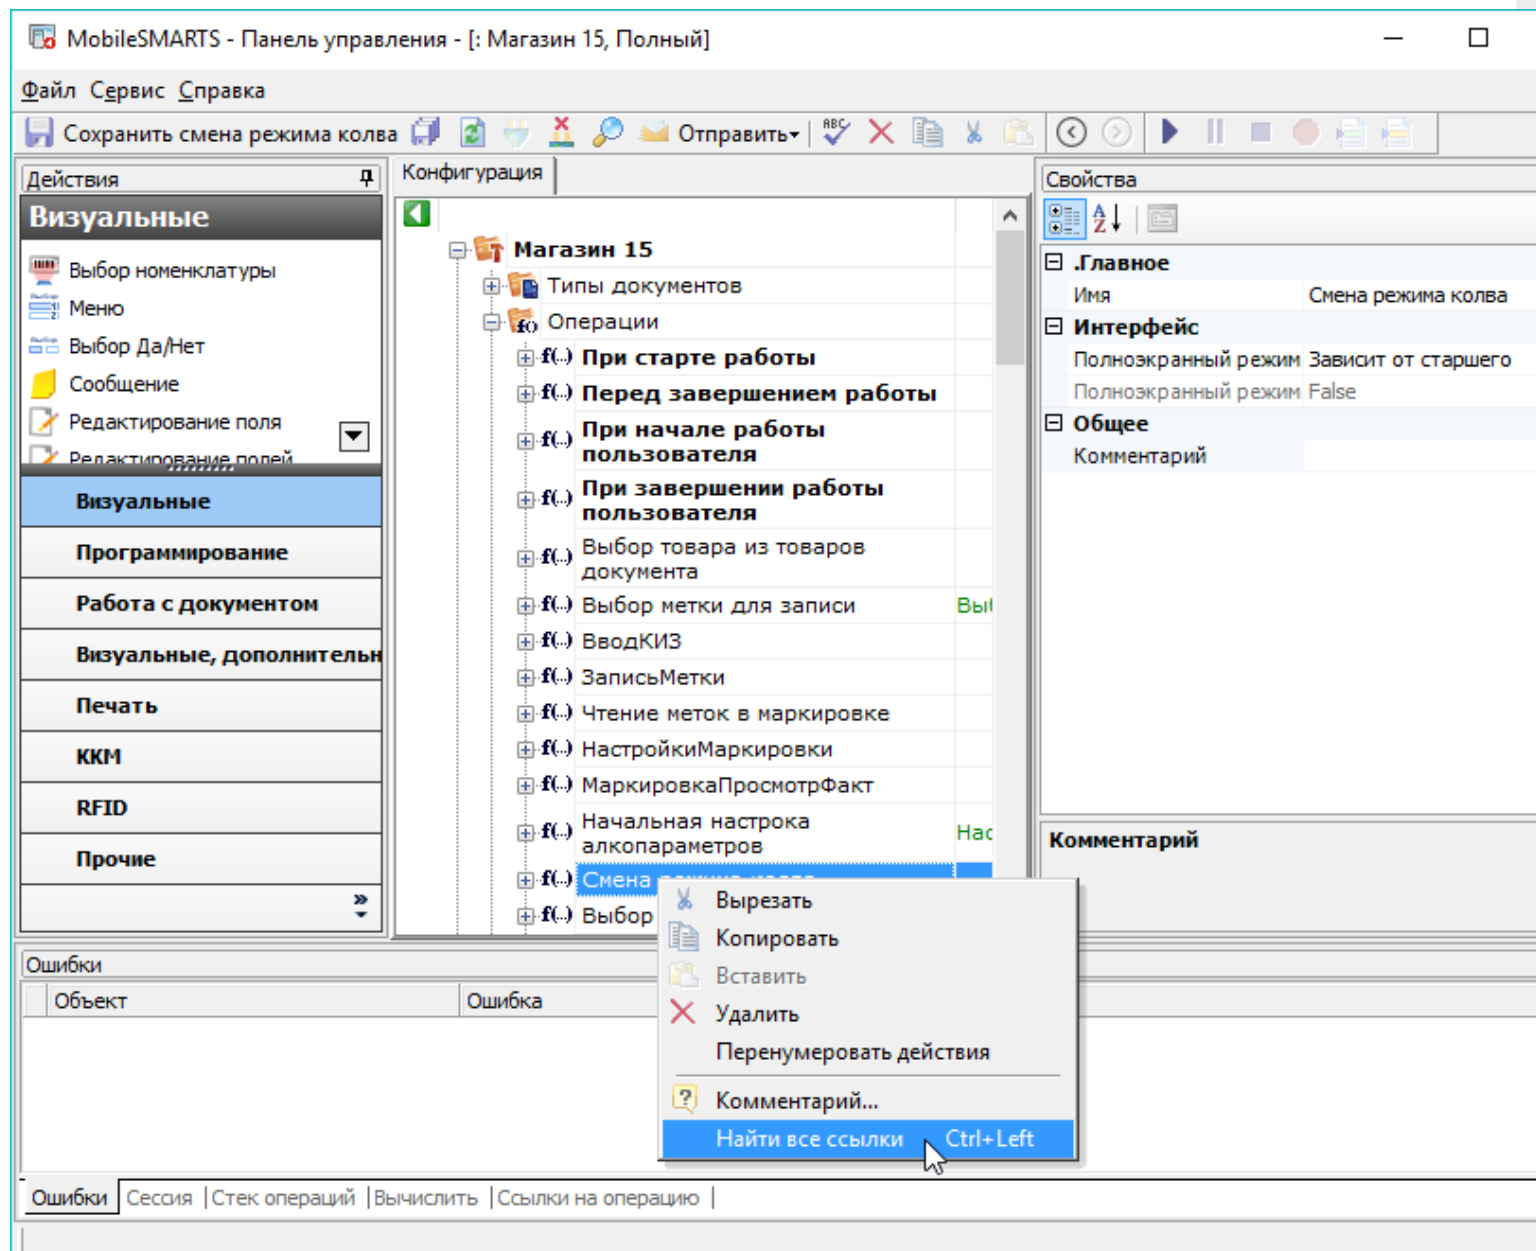 MobileSMARTS - Панель управления - [: Магазин 15, Полный]
Файл Сервис Справка
Сохранить смена режима колва Отправить ABC
Действия
Визуальные
Выбор номенклатуры
Меню
Выбор Да/Нет
Сообщение
Редактирование поля
Редактирование полей
Визуальные
Программирование
Работа с документом
Визуальные, дополнительн
Печать
ККМ
RFID
Прочие
Конфигурация
Магазин 15
Типы документов
Операции
f(..) При старте работы
f(..) Перед завершением работы
f(..) При начале работы
пользователя
f(..) При завершении работы
пользователя
f(..) Выбор товара из товаров
документа
f(..) Выбор метки для записи
f(..) ВводКИЗ
f(..) ЗаписьМетки
f(..) Чтение меток в маркировке
f(..) НастройкиМаркировки
f(..) МаркировкаПросмотрФакт
f(..) Начальная настрока
алкопараметров Нас
f(..) Смена
f(..) Выбор
Вырезать
Копировать
Вставить
Удалить
Перенумеровать действия
Комментарий...
Найти все ссылки Ctrl+Left
Свойства
.Главное
Имя Смена режима колва
Интерфейс
Полноэкранный режим Зависит от старшего
Полноэкранный режим False
Общее
Комментарий
Комментарий
Ошибки
Объект Ошибка
Ошибки Сессия Стек операций Вычислить Ссылки на операцию